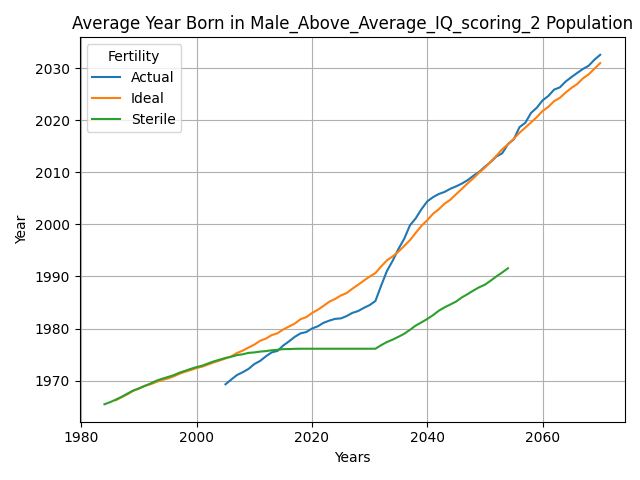 Average Year Born in Male_Above_Average_IQ_scoring_2 Population
Fertility
Actual
Ideal
Sterile
2030
2020
2010
2000
1990
1980
1970
Year
1980 2000 2020 2040 2060
Years